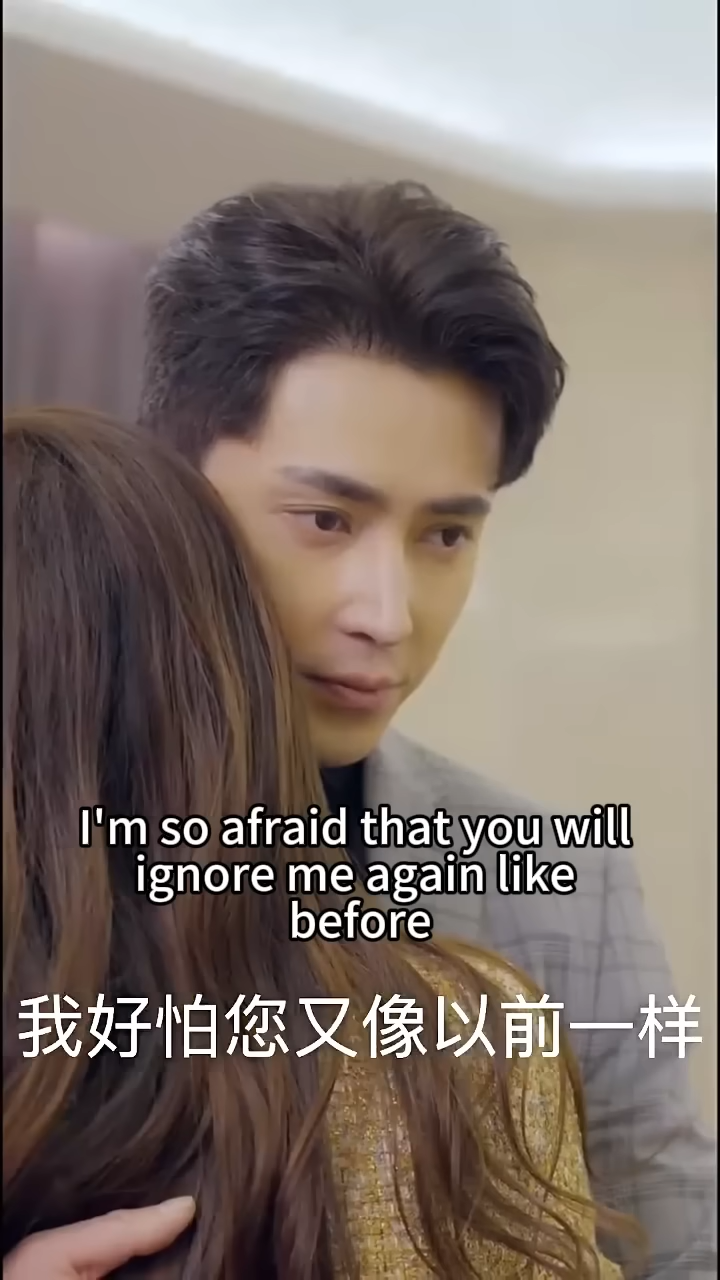 I'm so afraid that you will
ignore me again like
before
我好怕您又像以前一样